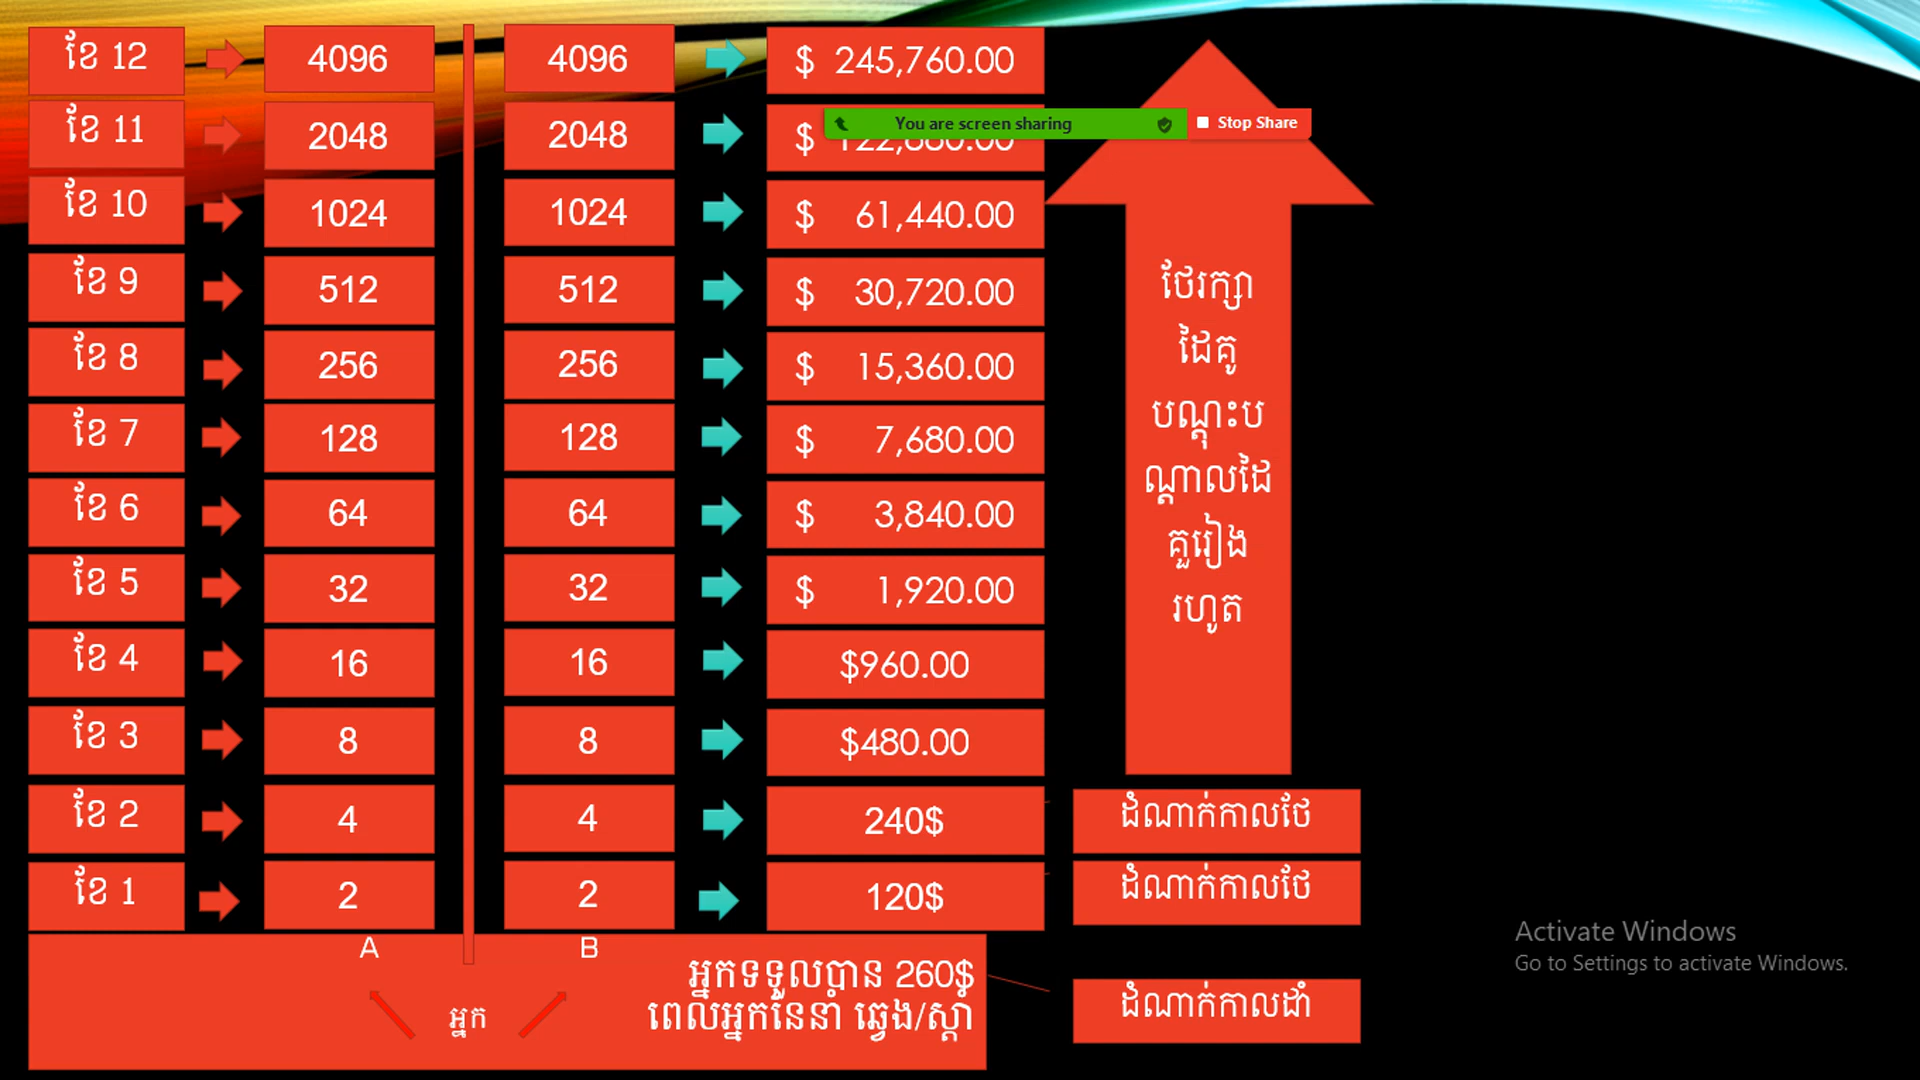 ខែ 12 4096 4096 $ 245,760.00
You are screen sharing Stop Share
ខែ 11 2048 2048 $
ខែ 10 1024 1024 $ 61,440.00
ខែ 9 512 512 $ 30,720.00
ខែ 8 256 256 $ 15,360.00
ខែ 7 128 128 $ 7,680.00
ខែ 6 64 64 $ 3,840.00
ខែ 5 32 32 $ 1,920.00
ខែ 4 16 16 $960.00
ខែ 3 8 8 $480.00
ខែ 2 4 4 240$
ខែ 1 2 2 120$
ថែរក្សា
ដៃគូ
បណ្តុះប
ណ្តាលដៃ
គួរៀង
រហូត
ដំណាក់កាលថែ
ដំណាក់កាលថែ
A B
អ្នកទទួលបាន 260$
ពេលអ្នកនែនាំ ឆ្វេង/ស្តាំ
អ្នក
ដំណាក់កាលដាំ
Activate Windows
Go to Settings to activate Windows.